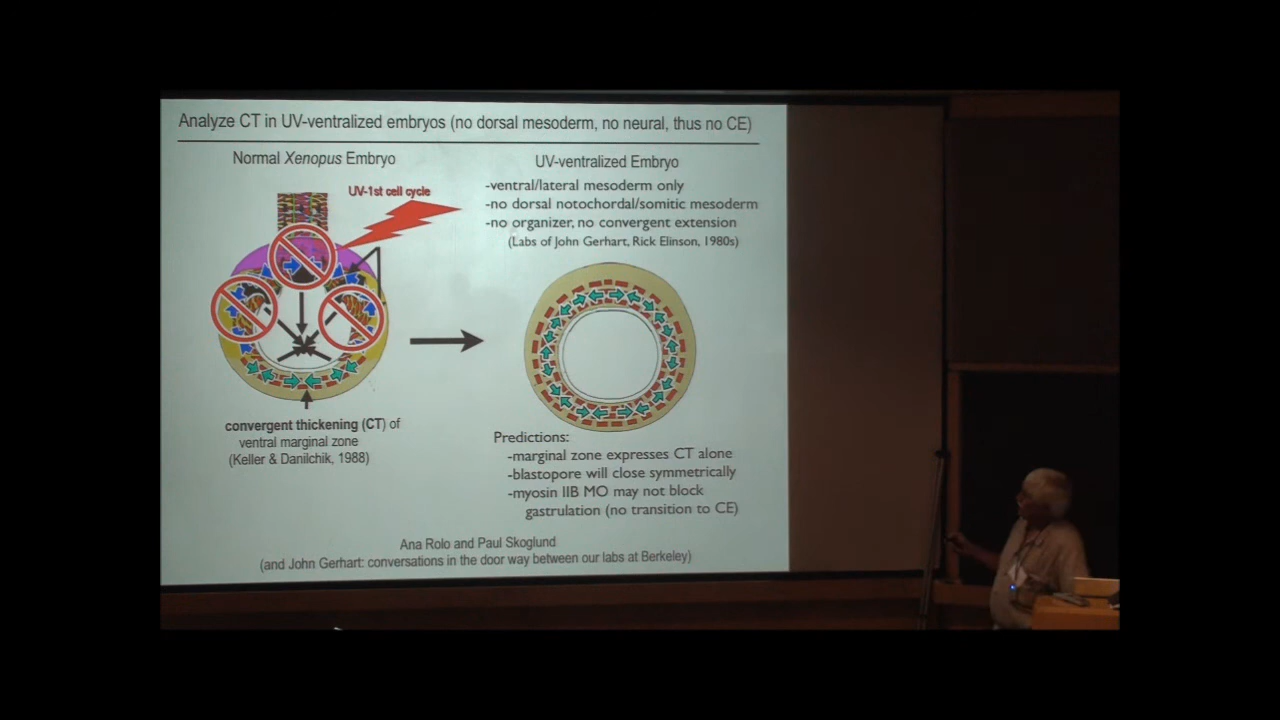 Analyze CT in UV-ventralized embryos (no dorsal mesoderm, no neural, thus no CE)
Normal Xenopus Embryo
UV-1st cell cycle
convergent thickening (CT) of
ventral marginal zone
(Keller & Danilchik, 1988)
UV-ventralized Embryo
-ventral/lateral mesoderm only
-no dorsal notochordal/somitic mesoderm
-no organizer, no convergent extension
(Labs of John Gerhart, Rick Elinson, 1980s)
Predictions:
-marginal zone expresses CT alone
-blastopore will close symmetrically
-myosin IIB MO may not block
gastrulation (no transition to CE)
Ana Rolo and Paul Skoglund
(and John Gerhart: conversations in the door way between our labs at Berkeley)